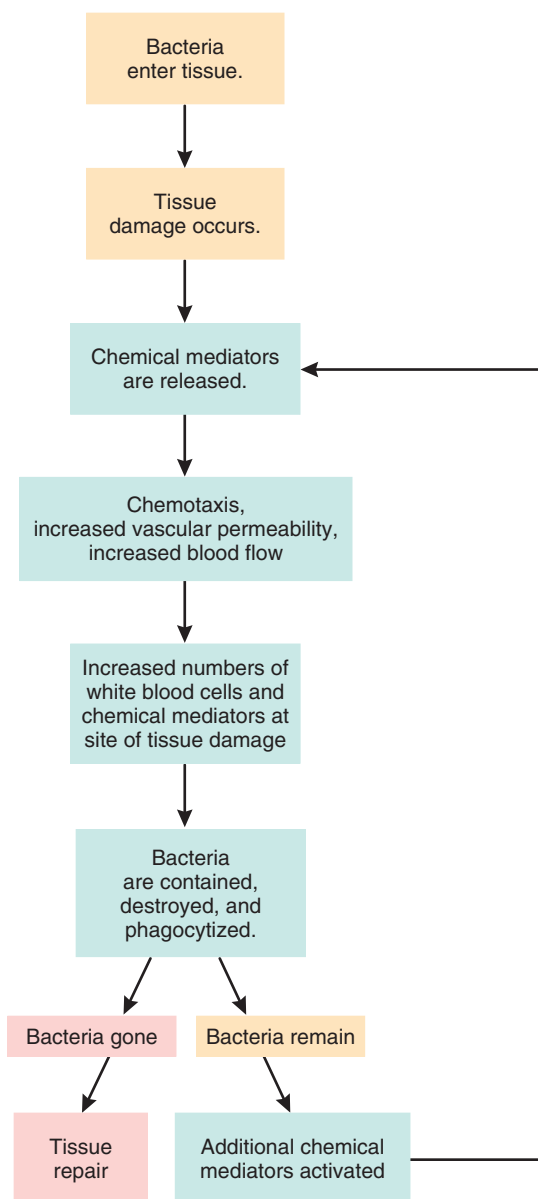 Bacteria
enter tissue.
Tissue
damage occurs.
Chemical mediators
are released.
Chemotaxis,
increased vascular permeability,
increased blood flow
Increased numbers of
white blood cells and
chemical mediators at
site of tissue damage
Bacteria
are contained,
destroyed, and
phagocytized.
Bacteria gone
Bacteria remain
Tissue
repair
Additional chemical
mediators activated